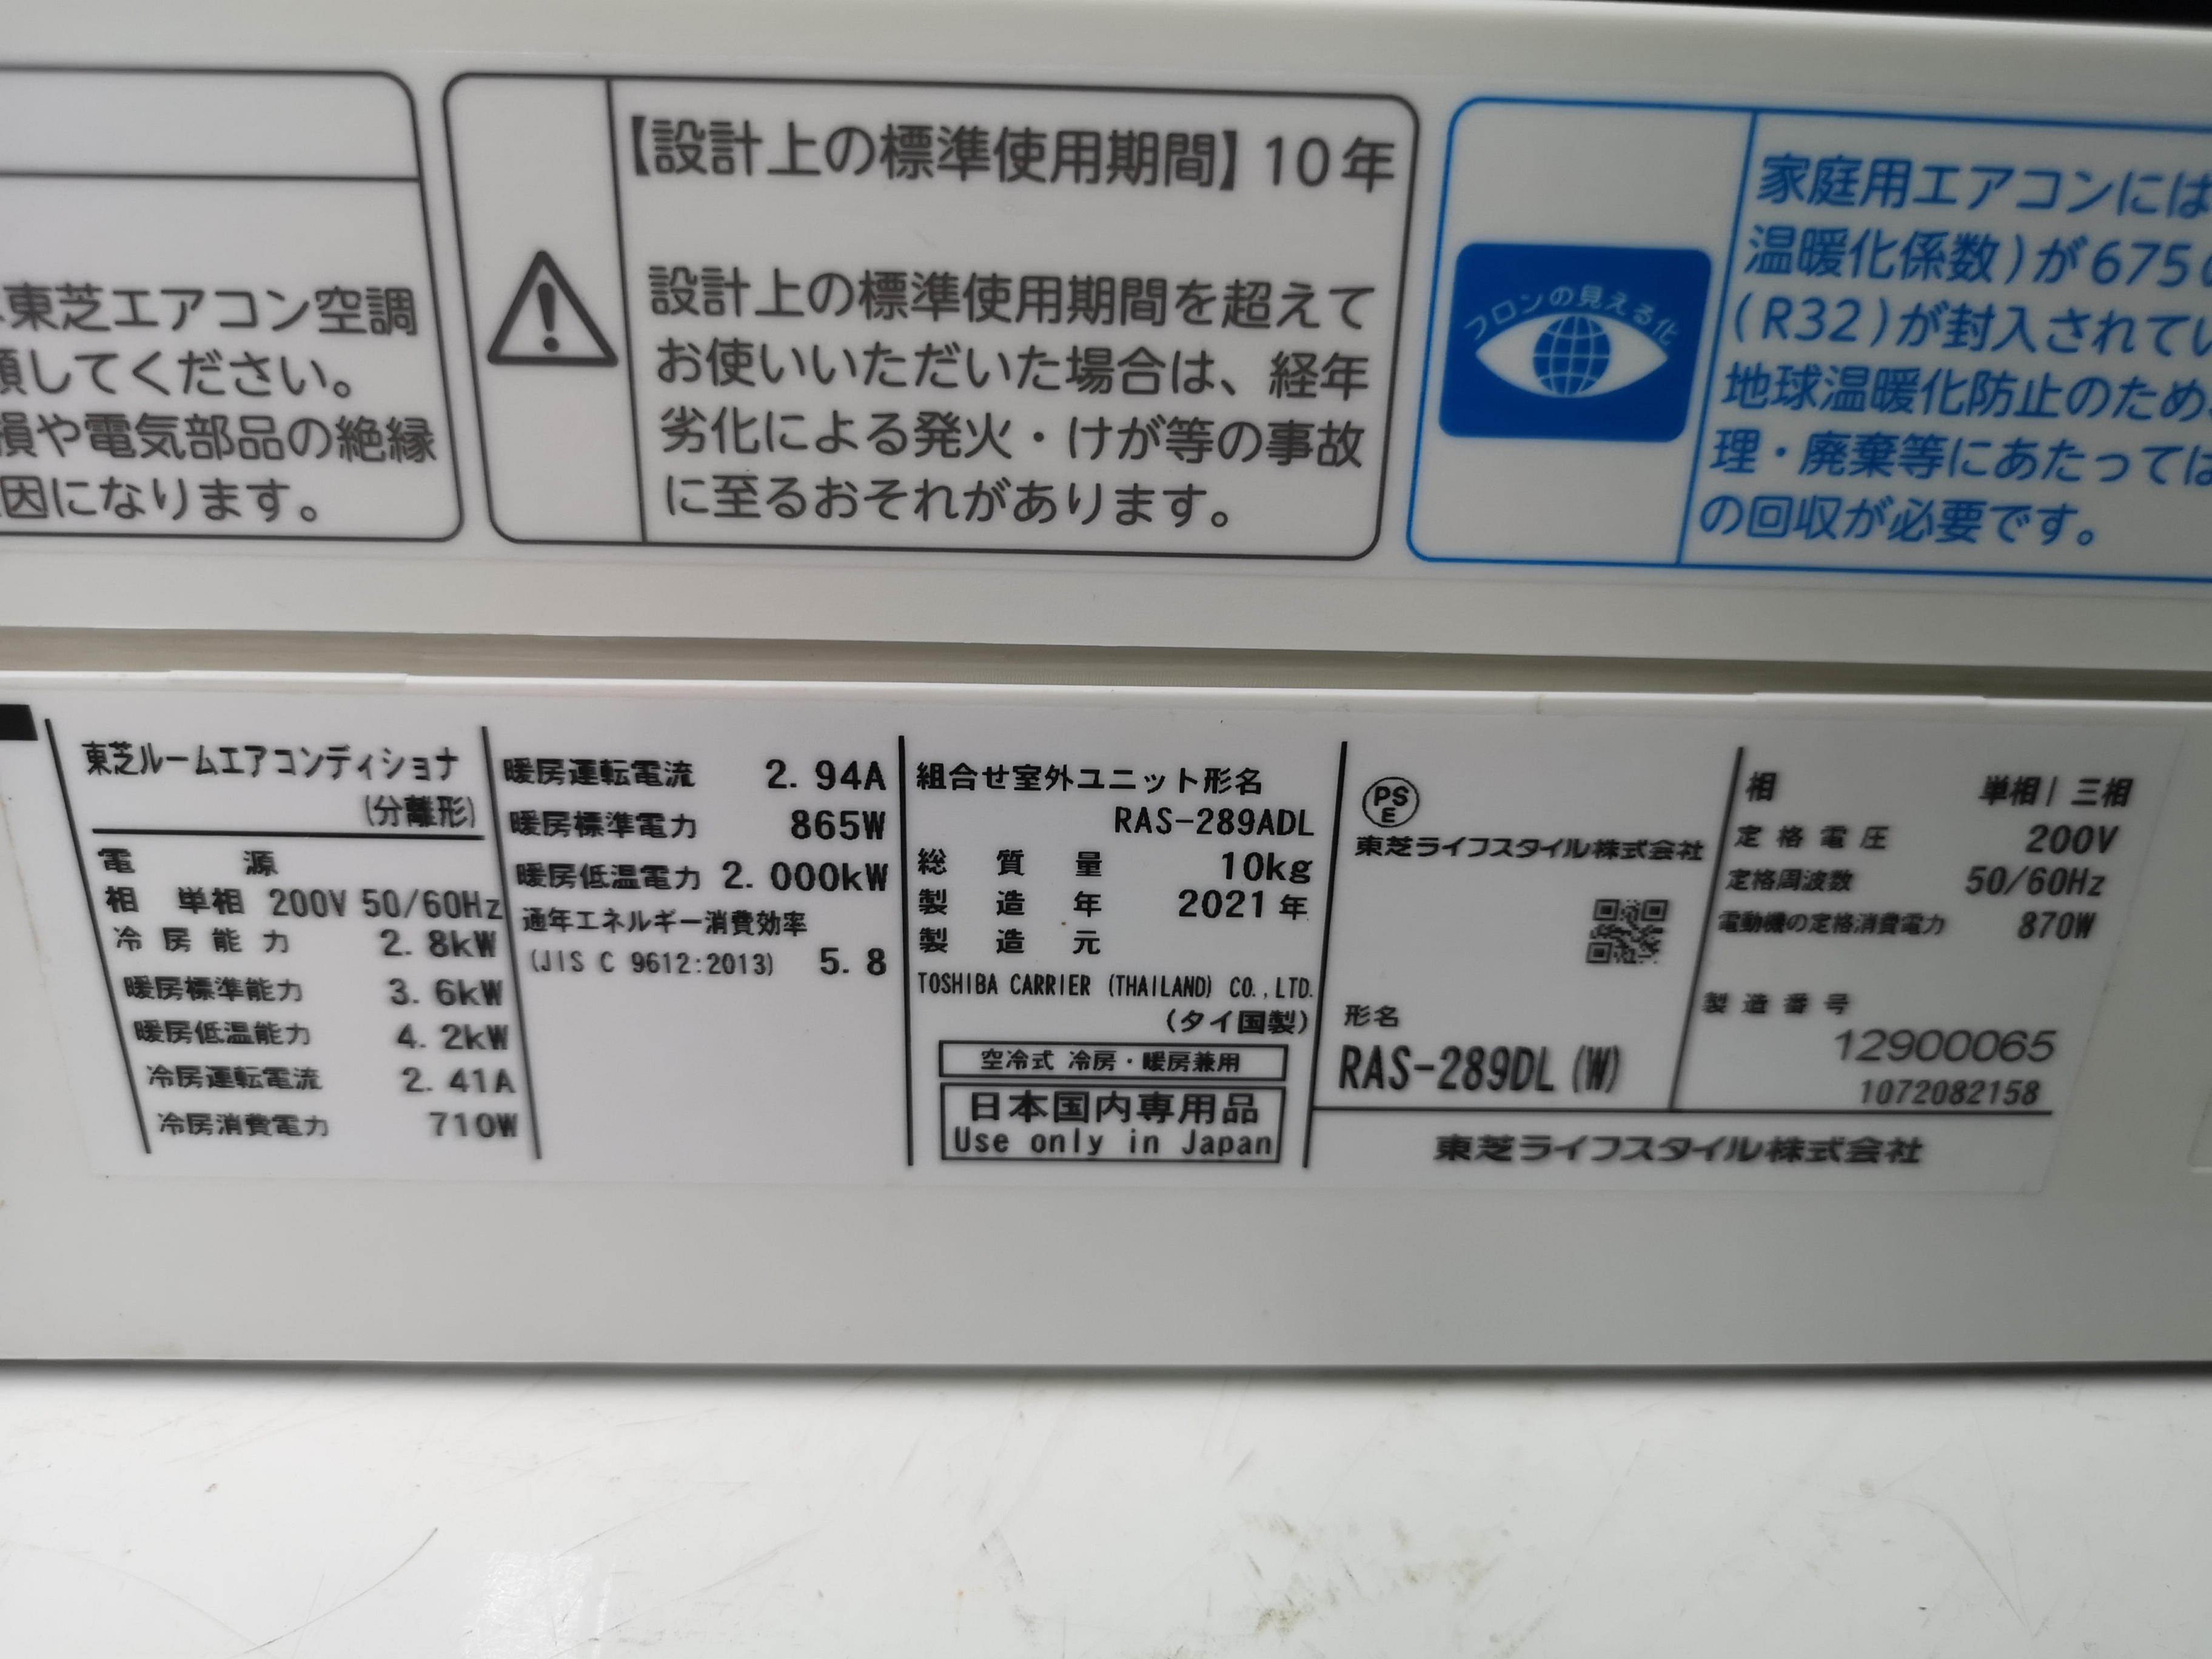 東芝エアコン空調
頼してください。
損や電気部品の絶縁
因になります。
【設計上の標準使用期間】10年
設計上の標準使用期間を超えて
お使いいただいた場合は、経年
劣化による発火・けが等の事故
に至るおそれがあります。
フロンの見える化
家庭用エアコンには
温暖化係数)が675
(R32)が封入されてい
地球温暖化防止のため
理・廃棄等にあたっては
の回収が必要です。
東芝ルームエアコンディショナ
(分離形)
電源
相 単相 200V 50/60Hz
冷房能力 2.8kW
暖房標準能力 3.6kW
暖房低温能力 4.2kW
冷房運転電流 2.41A
冷房消費電力 710W
暖房運転電流 2.94A
暖房標準電力 865W
暖房低温電力 2.000kW
通年エネルギー消費効率
(JIS C 9612:2013) 5.8
組合せ室外ユニット形名
RAS-289ADL
総質量 10kg
製造年 2021年
製造元
TOSHIBA CARRIER (THAILAND) CO.,LTD.
(タイ国製)
空冷式 冷房・暖房兼用
日本国内専用品
Use only in Japan
PS
E
東芝ライフスタイル株式会社
形名
RAS-289DL(W)
相 単相/三相
定格電圧 200V
定格周波数 50/60Hz
電動機の定格消費電力 870W
製造番号
12900065
1072082158
東芝ライフスタイル株式会社